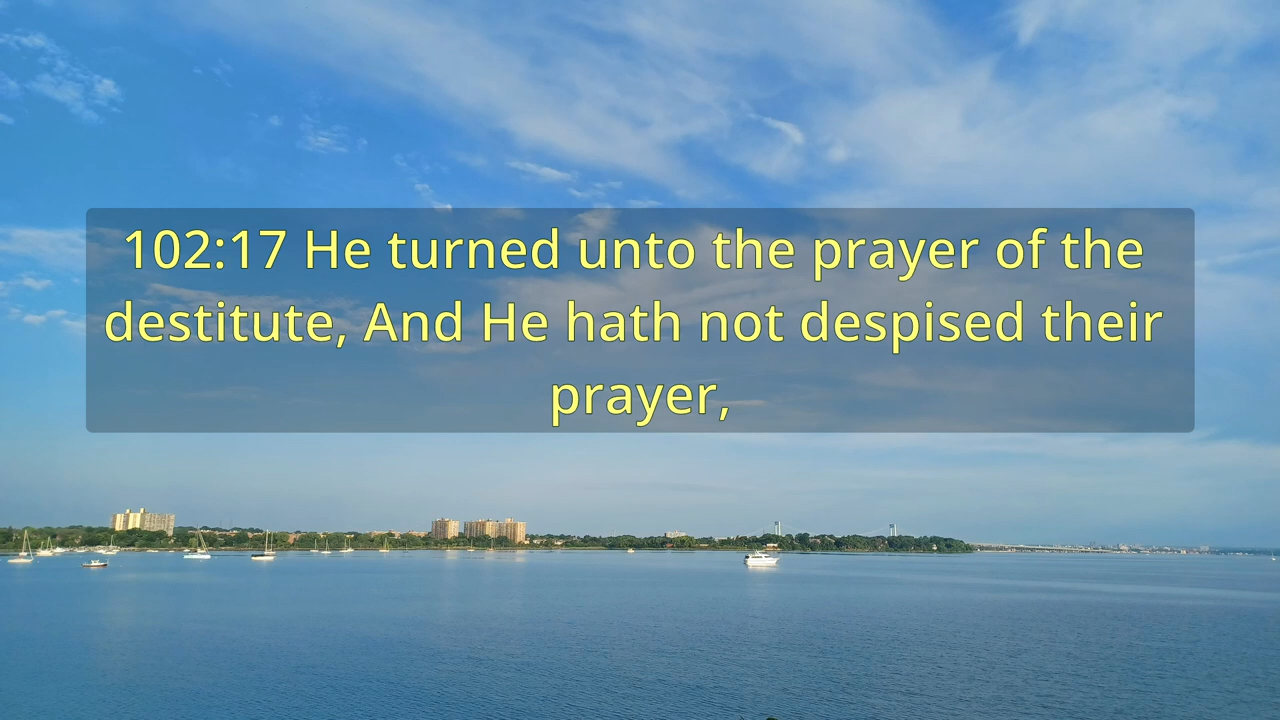 102:17 He turned unto the prayer of the
destitute, And He hath not despised their
prayer,